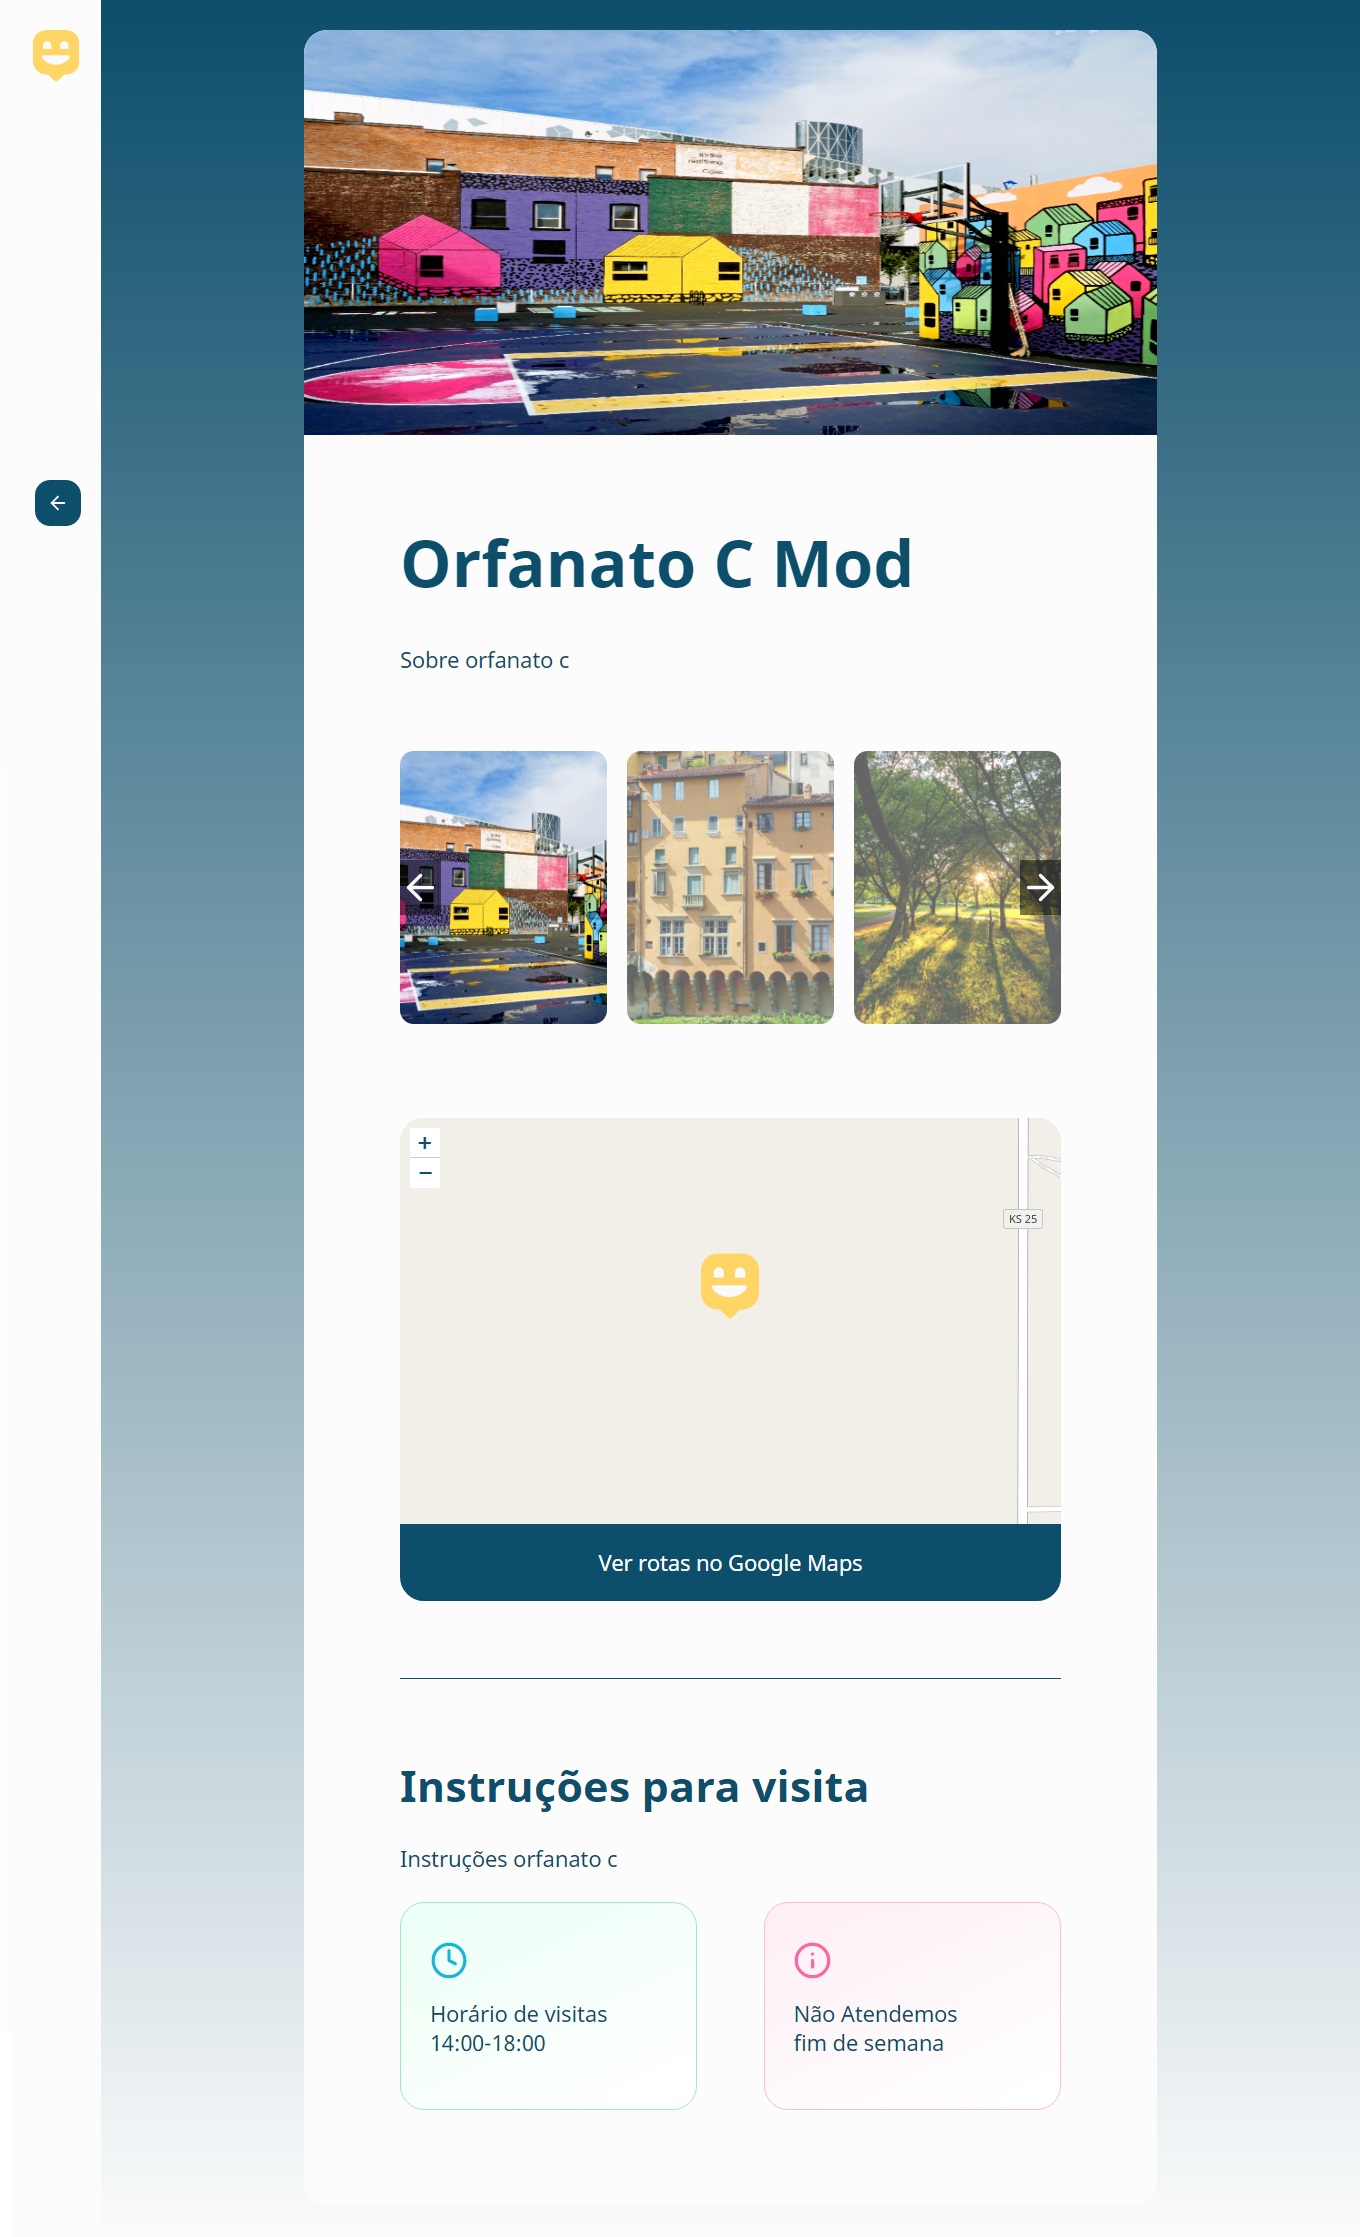 Orfanato C Mod
Sobre orfanato c
+
−
KS 25
Ver rotas no Google Maps
Instruções para visita
Instruções orfanato c
Horário de visitas
14:00-18:00
Não Atendemos
fim de semana